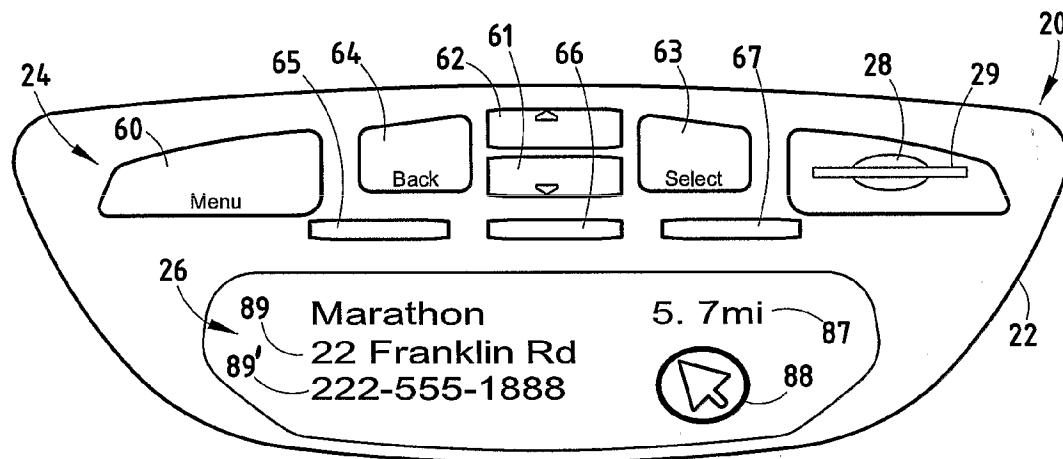 20
61
64 62 66 63 67
65 28 29
24
60
Back Select
Menu
26 89 Marathon 5. 7mi 87 22
22 Franklin Rd
89' 222-555-1888 88